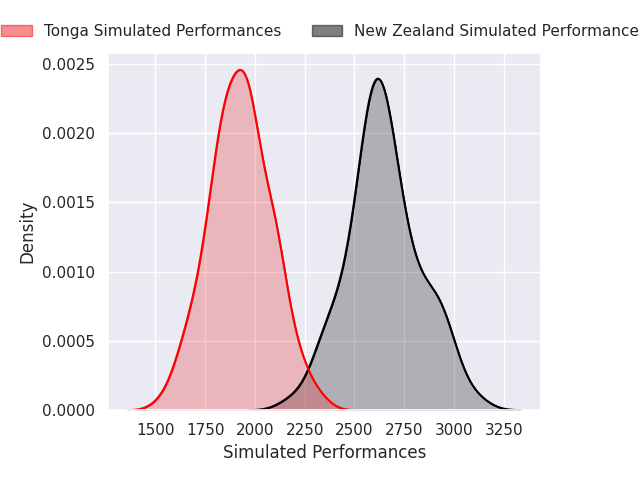 Tonga Simulated Performances New Zealand Simulated Performance
0.0025
0.0020
0.0015
0.0010
0.0005
0.0000
Density
1500 1750 2000 2250 2500 2750 3000 3250
Simulated Performances